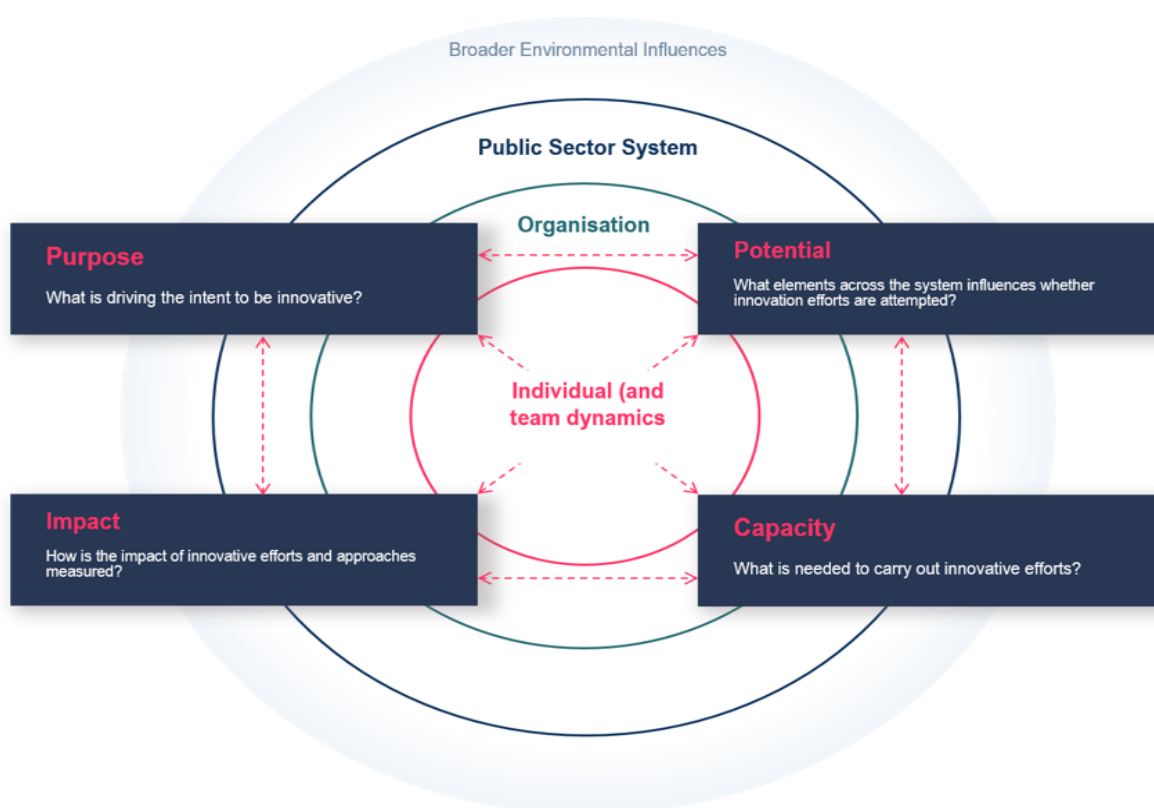 Broader Environmental Influences
Public Sector System
Organisation
Purpose
What is driving the intent to be innovative?
Potential
What elements across the system influences whether
innovation efforts are attempted?
Individual (and
team dynamics
Impact
How is the impact of innovative efforts and approaches
measured?
Capacity
What is needed to carry out innovative efforts?